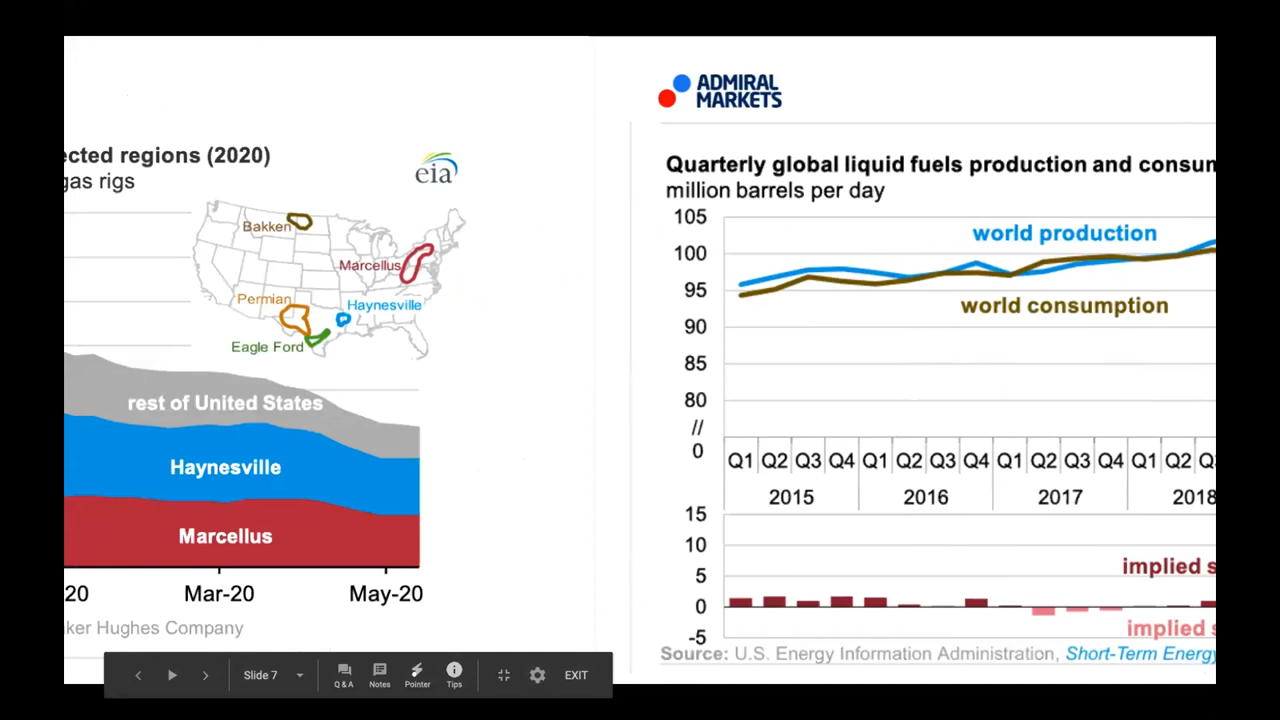 ected regions (2020)
gas rigs
eia
Bakken
Marcellus
Permian
Haynesville
Eagle Ford
rest of United States
Haynesville
Marcellus
20 Mar-20 May-20
ker Hughes Company
ADMIRAL
MARKETS
Quarterly global liquid fuels production and consun
million barrels per day
105
100
95
90
85
80
//
0
world production
world consumption
Q1 Q2 Q3 Q4 Q1 Q2 Q3 Q4 Q1 Q2 Q3 Q4 Q1 Q2 Q
2015 2016 2017 2018
15
10
5
0
-5
implied s
implied s
Source: U.S. Energy Information Administration, Short-Term Energy
Slide 7
Q & A Notes Pointer Tips
EXIT